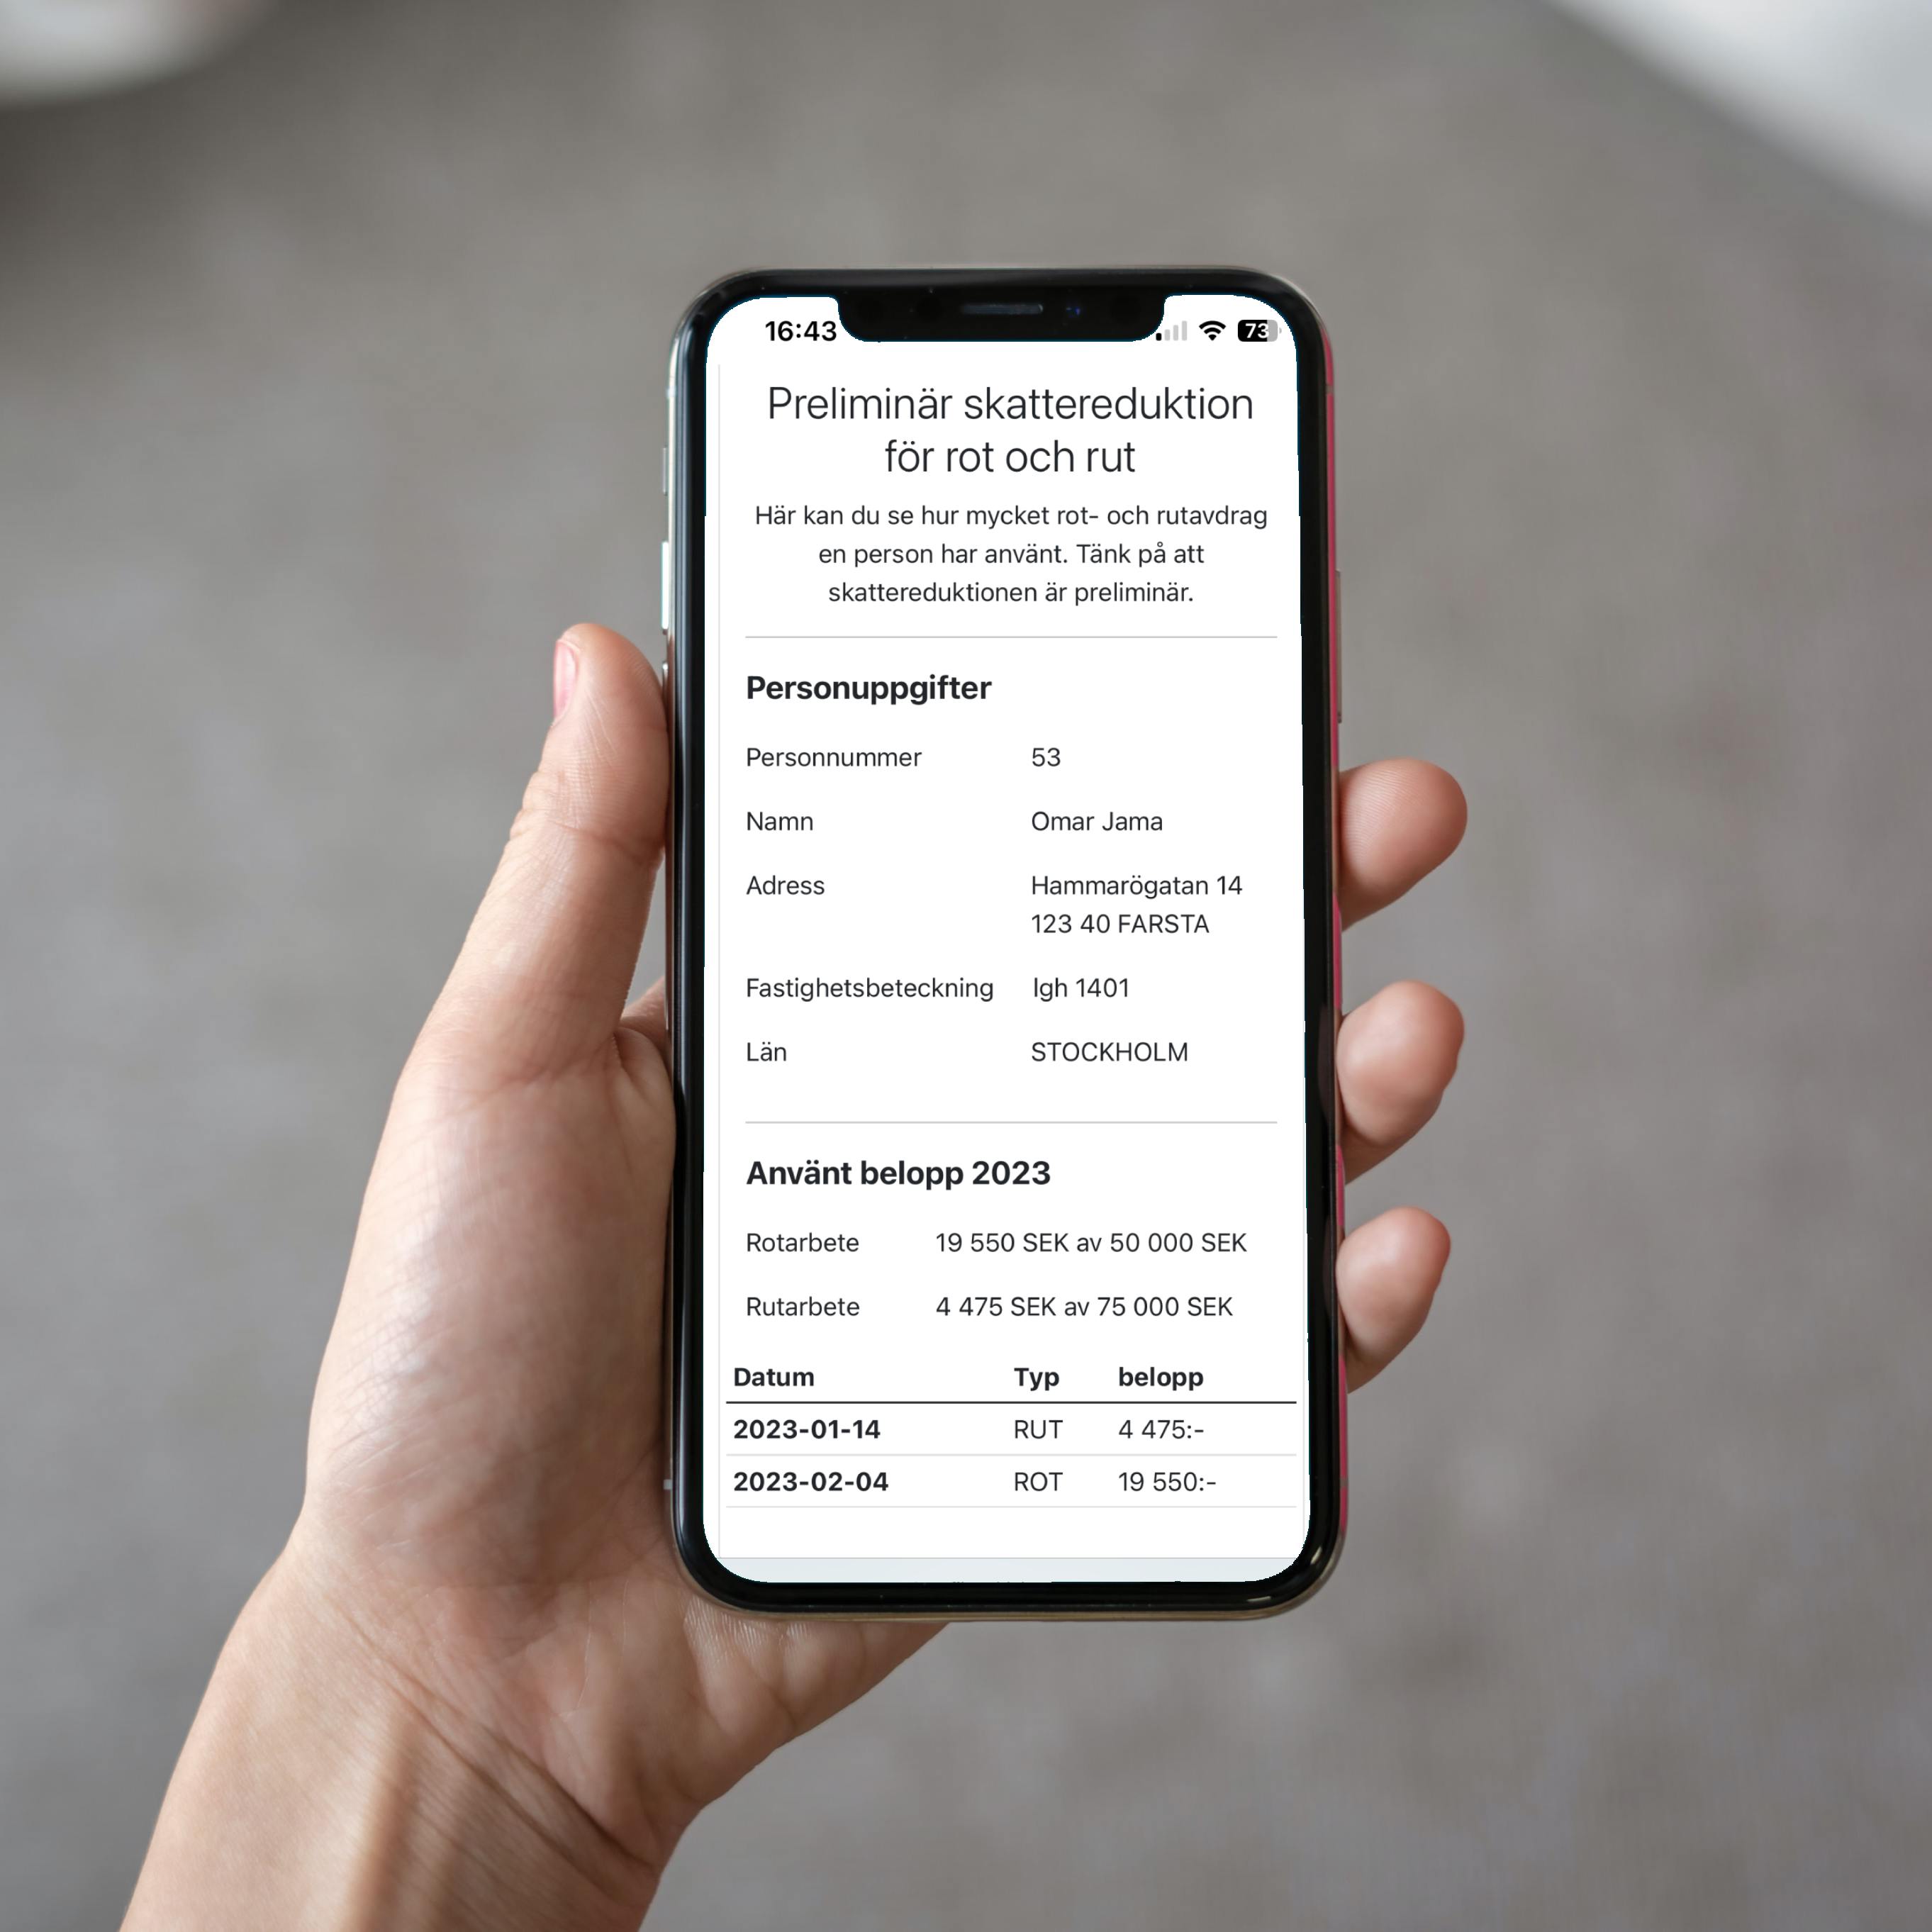 16:43
73
Preliminär skattereduktion
för rot och rut
Här kan du se hur mycket rot- och rutavdrag
en person har använt. Tänk på att
skattereduktionen är preliminär.
Personuppgifter
Personnummer 53
Namn Omar Jama
Adress Hammarögatan 14
123 40 FARSTA
Fastighetsbeteckning lgh 1401
Län STOCKHOLM
Använt belopp 2023
Rotarbete 19 550 SEK av 50 000 SEK
Rutarbete 4 475 SEK av 75 000 SEK
Datum Typ belopp
2023-01-14 RUT 4 475:-
2023-02-04 ROT 19 550:-